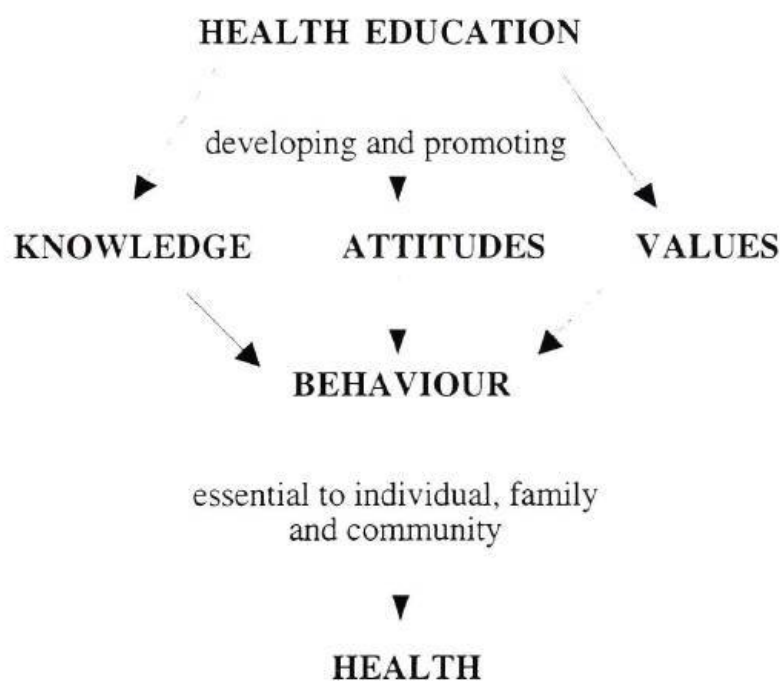 HEALTH EDUCATION
developing and promoting
KNOWLEDGE ATTITUDES VALUES
BEHAVIOUR
essential to individual, family
and community
HEALTH